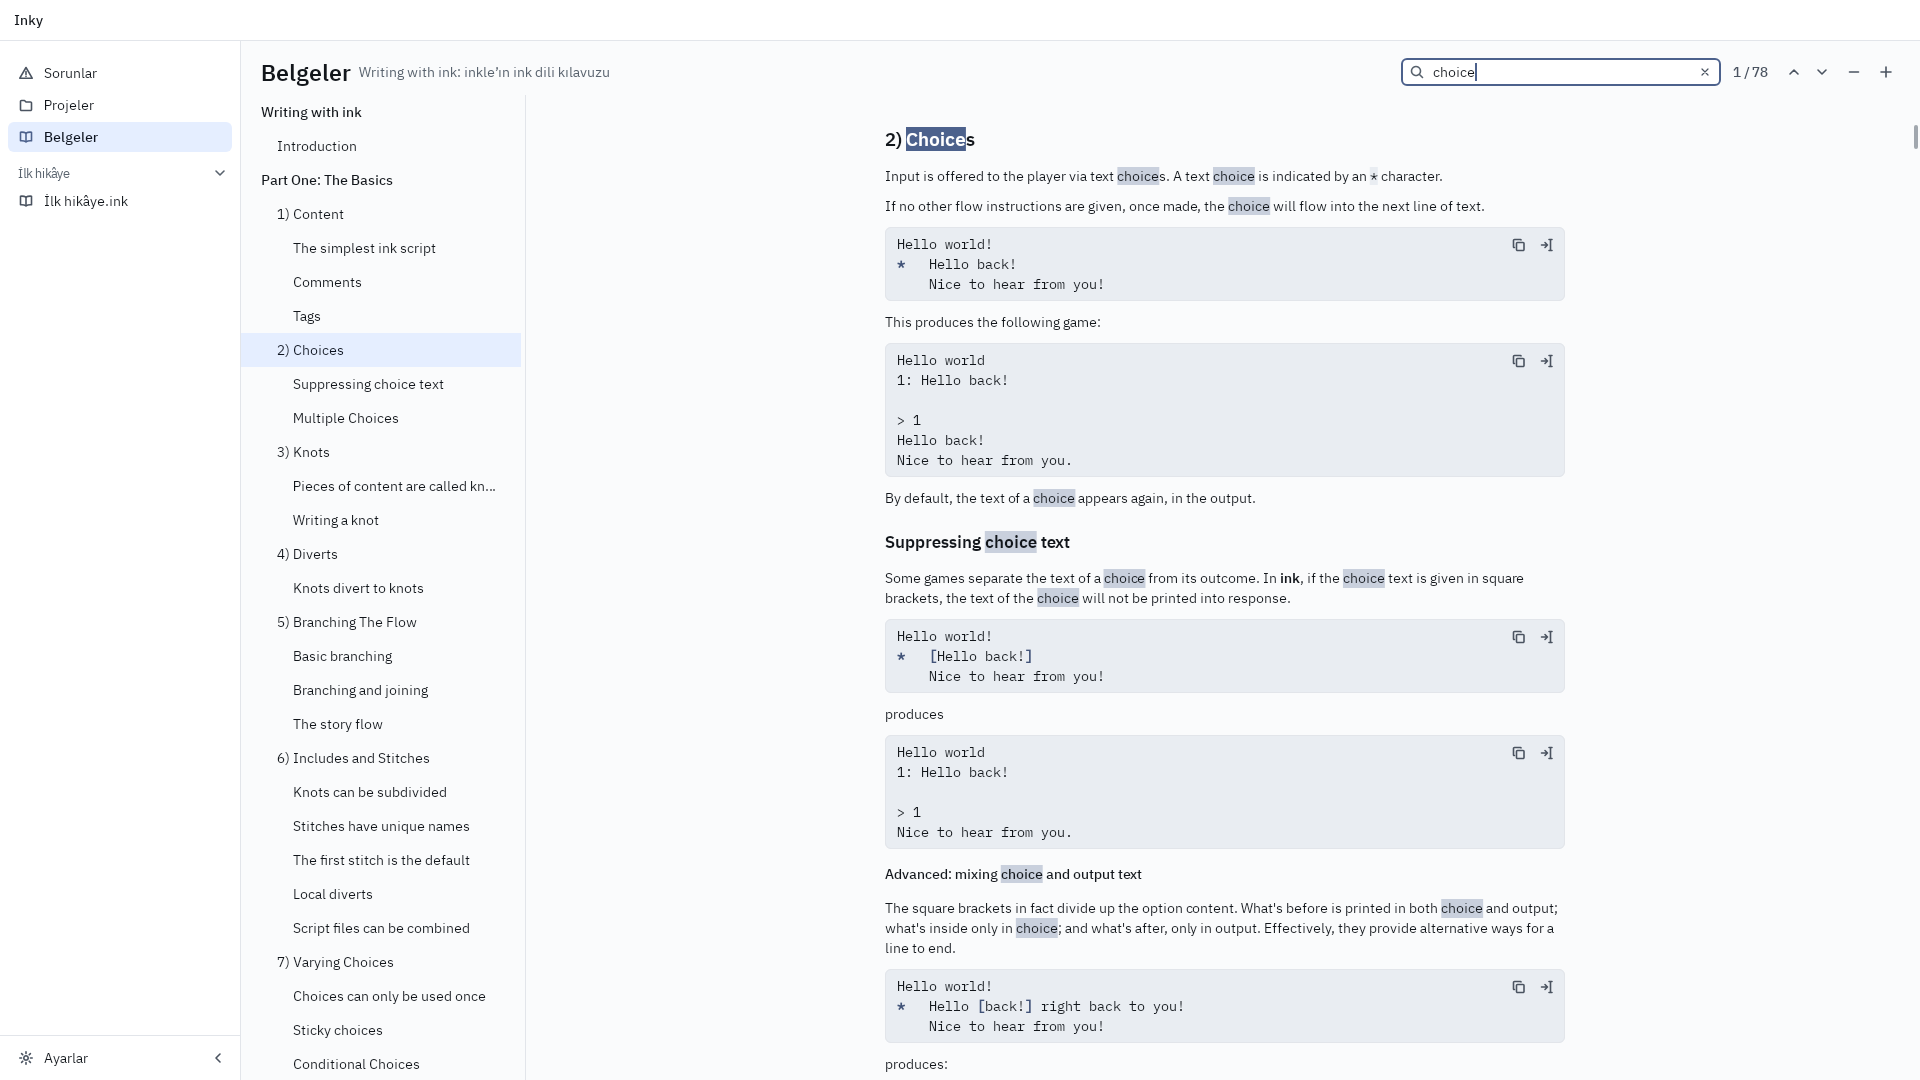 Inky
Sorunlar
Projeler
Belgeler
İlk hikâye
İlk hikâye.ink
Ayarlar
Belgeler Writing with ink: inkle’ın ink dili kılavuzu
choice
1 / 78
Writing with ink
Introduction
Part One: The Basics
1) Content
The simplest ink script
Comments
Tags
2) Choices
Suppressing choice text
Multiple Choices
3) Knots
Pieces of content are called kn...
Writing a knot
4) Diverts
Knots divert to knots
5) Branching The Flow
Basic branching
Branching and joining
The story flow
6) Includes and Stitches
Knots can be subdivided
Stitches have unique names
The first stitch is the default
Local diverts
Script files can be combined
7) Varying Choices
Choices can only be used once
Sticky choices
Conditional Choices
2) Choices
Input is offered to the player via text choices. A text choice is indicated by an * character.
If no other flow instructions are given, once made, the choice will flow into the next line of text.
Hello world!
* Hello back!
Nice to hear from you!
This produces the following game:
Hello world
1: Hello back!
> 1
Hello back!
Nice to hear from you.
By default, the text of a choice appears again, in the output.
Suppressing choice text
Some games separate the text of a choice from its outcome. In ink, if the choice text is given in square
brackets, the text of the choice will not be printed into response.
Hello world!
* [Hello back!]
Nice to hear from you!
produces
Hello world
1: Hello back!
> 1
Nice to hear from you.
Advanced: mixing choice and output text
The square brackets in fact divide up the option content. What's before is printed in both choice and output;
what's inside only in choice; and what's after, only in output. Effectively, they provide alternative ways for a
line to end.
Hello world!
* Hello [back!] right back to you!
Nice to hear from you!
produces: